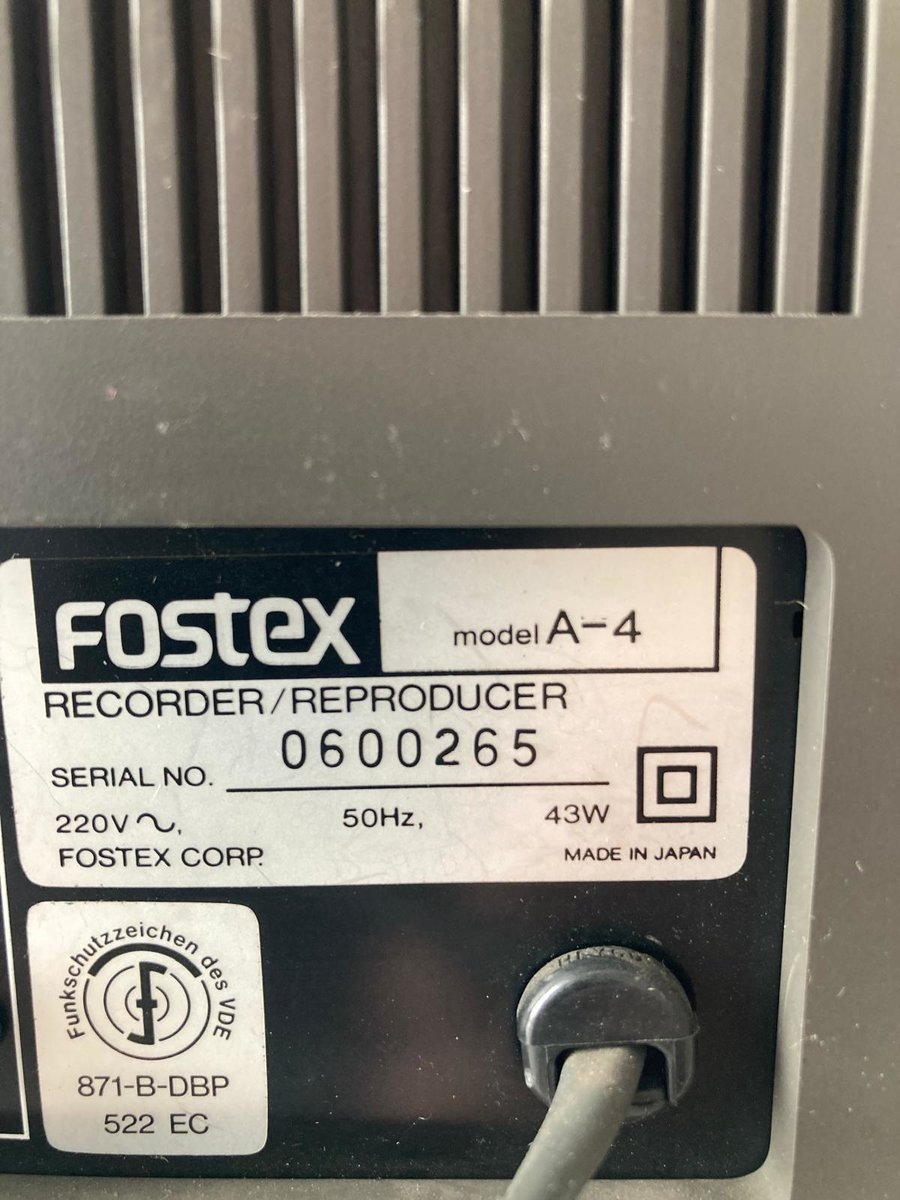 FOSTEX
model A-4
RECORDER/REPRODUCER
SERIAL NO. 0600265
220V~, 50Hz, 43W
FOSTEX CORP. MADE IN JAPAN
Funkschutzzeichen des VDE
871-B-DBP
522 EC